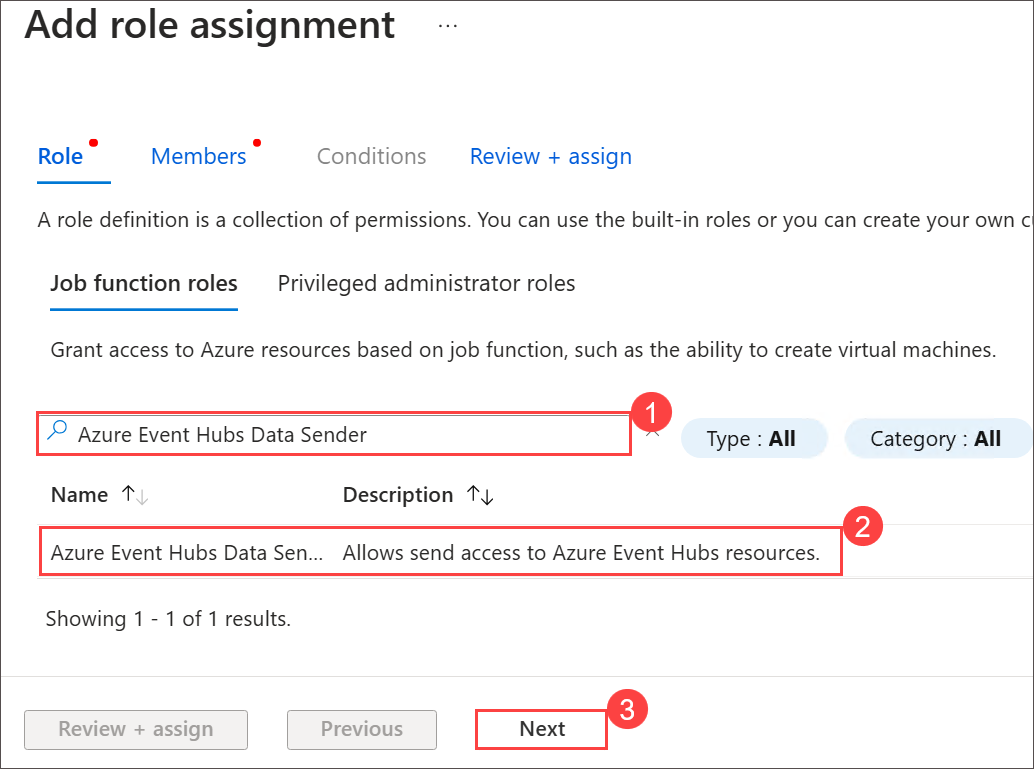 Add role assignment ...
Role Members Conditions Review + assign
A role definition is a collection of permissions. You can use the built-in roles or you can create your own
Job function roles Privileged administrator roles
Grant access to Azure resources based on job function, such as the ability to create virtual machines.
1
Azure Event Hubs Data Sender Type : All Category : All
Name Description
2
Azure Event Hubs Data Sen... Allows send access to Azure Event Hubs resources.
Showing 1 - 1 of 1 results.
3
Review + assign Previous Next